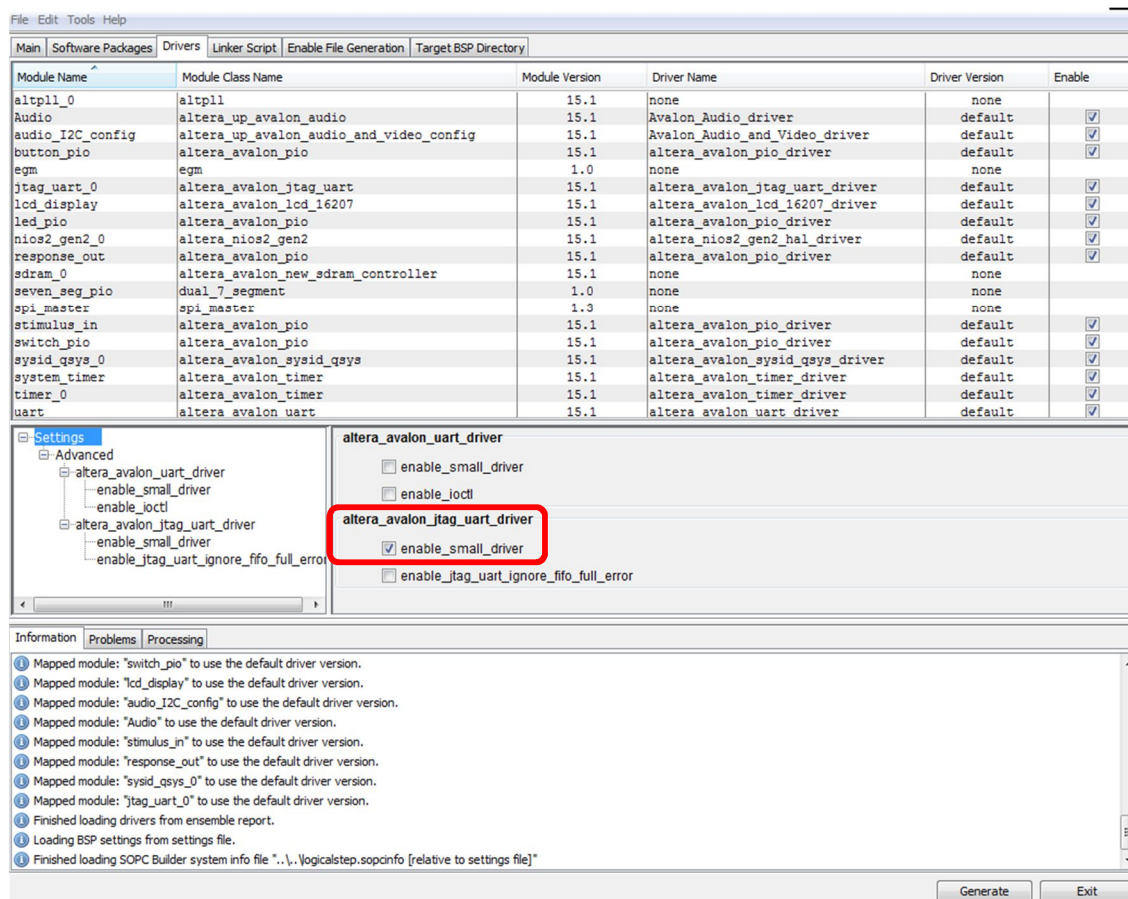 File Edit Tools Help
Main Software Packages Drivers Linker Script Enable File Generation Target BSP Directory
Module Name Module Class Name Module Version Driver Name Driver Version Enable
altpll_0 altpll 15.1 none none
Audio altera_up_avalon_audio 15.1 Avalon_Audio_driver default
audio_I2C_config altera_up_avalon_audio_and_video_config 15.1 Avalon_Audio_and_Video_driver default
button_pio altera_avalon_pio 15.1 altera_avalon_pio_driver default
egm egm 1.0 none none
jtag_uart_0 altera_avalon_jtag_uart 15.1 altera_avalon_jtag_uart_driver default
lcd_display altera_avalon_lcd_16207 15.1 altera_avalon_lcd_16207_driver default
led_pio altera_avalon_pio 15.1 altera_avalon_pio_driver default
nios2_gen2_0 altera_nios2_gen2 15.1 altera_nios2_gen2_hal_driver default
response_out altera_avalon_pio 15.1 altera_avalon_pio_driver default
sdram_0 altera_avalon_new_sdram_controller 15.1 none none
seven_seg_pio dual_7_segment 1.0 none none
spi_master spi_master 1.3 none none
stimulus_in altera_avalon_pio 15.1 altera_avalon_pio_driver default
switch_pio altera_avalon_pio 15.1 altera_avalon_pio_driver default
sysid_qsys_0 altera_avalon_sysid_qsys 15.1 altera_avalon_sysid_qsys_driver default
system_timer altera_avalon_timer 15.1 altera_avalon_timer_driver default
timer_0 altera_avalon_timer 15.1 altera_avalon_timer_driver default
uart altera_avalon_uart 15.1 altera_avalon_uart_driver default
Settings
Advanced
altera_avalon_uart_driver
enable_small_driver
enable_ioctl
altera_avalon_jtag_uart_driver
enable_small_driver
enable_jtag_uart_ignore_fifo_full_error
altera_avalon_uart_driver
enable_small_driver
enable_ioctl
altera_avalon_jtag_uart_driver
enable_small_driver
enable_jtag_uart_ignore_fifo_full_error
Information Problems Processing
Mapped module: "switch_pio" to use the default driver version.
Mapped module: "lcd_display" to use the default driver version.
Mapped module: "audio_I2C_config" to use the default driver version.
Mapped module: "Audio" to use the default driver version.
Mapped module: "stimulus_in" to use the default driver version.
Mapped module: "response_out" to use the default driver version.
Mapped module: "sysid_qsys_0" to use the default driver version.
Mapped module: "jtag_uart_0" to use the default driver version.
Finished loading drivers from ensemble report.
Loading BSP settings from settings file.
Finished loading SOPC Builder system info file "..\..\logicalstep.sopcinfo [relative to settings file]"
Generate Exit